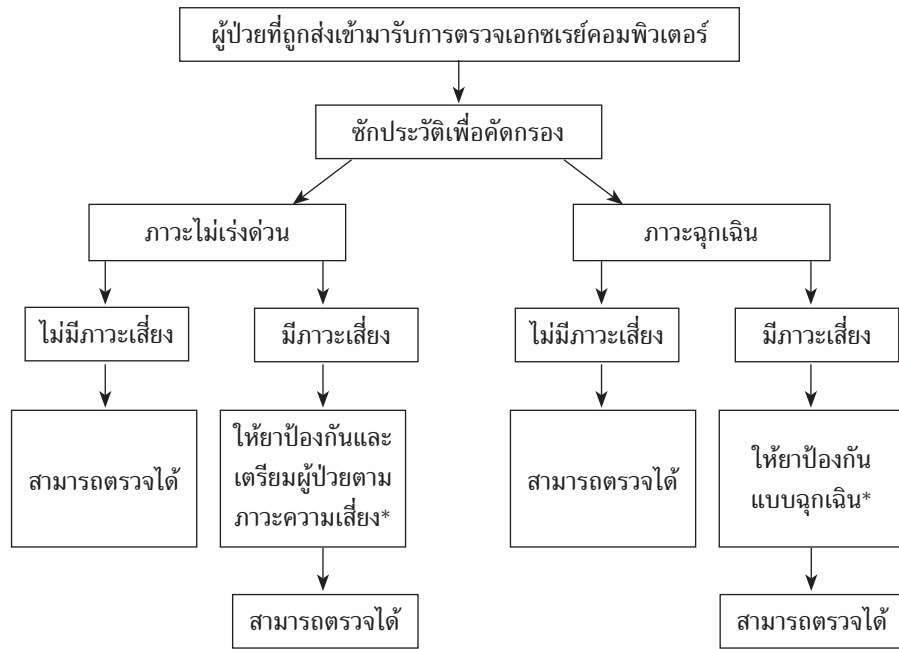 ผู้ป่วยที่ถูกส่งเข้ามารับการตรวจเอกซเรย์คอมพิวเตอร์
ซักประวัติเพื่อคัดกรอง
ภาวะไม่เร่งด่วน
ภาวะฉุกเฉิน
ไม่มีภาวะเสี่ยง
มีภาวะเสี่ยง
ไม่มีภาวะเสี่ยง
มีภาวะเสี่ยง
สามารถตรวจได้
ให้ยาป้องกันและ
เตรียมผู้ป่วยตาม
ภาวะความเสี่ยง*
สามารถตรวจได้
ให้ยาป้องกัน
แบบฉุกเฉิน*
สามารถตรวจได้
สามารถตรวจได้